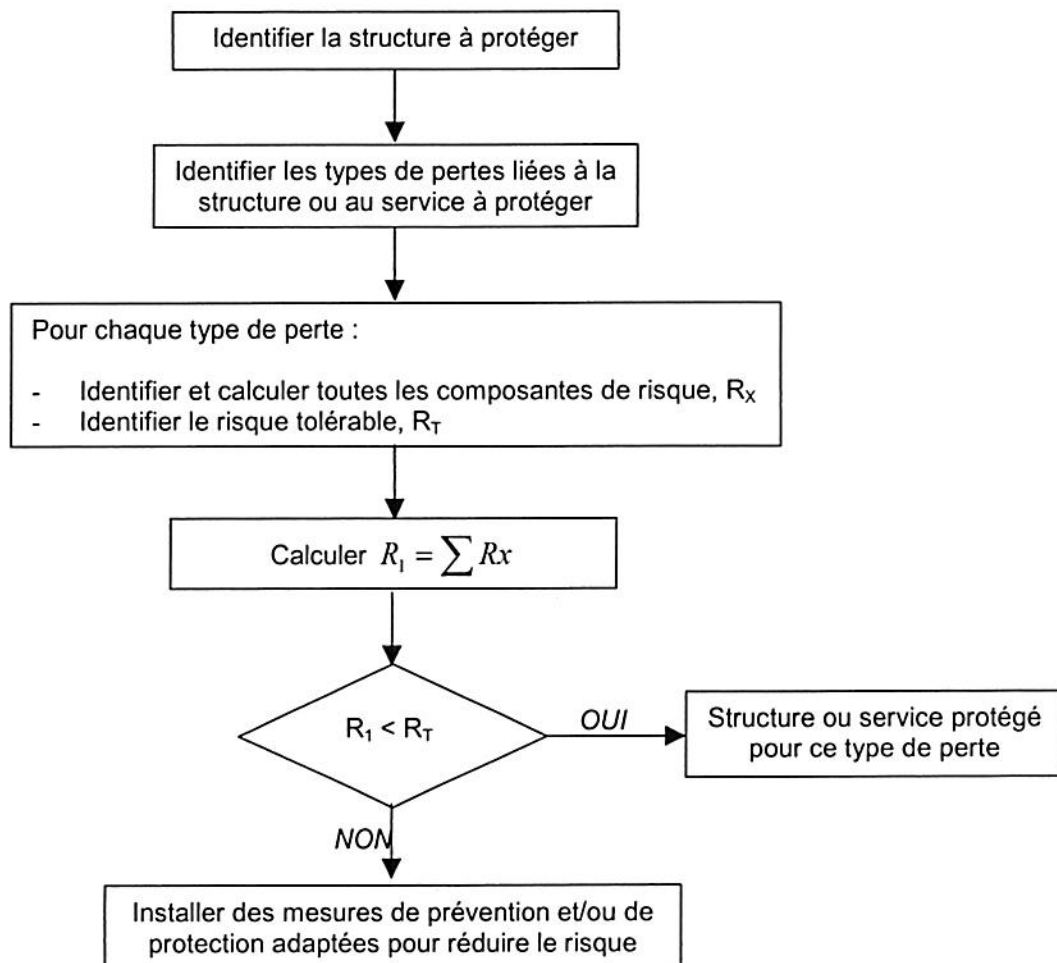 Identifier la structure à protéger
Identifier les types de pertes liées à la
structure ou au service à protéger
Pour chaque type de perte :
- Identifier et calculer toutes les composantes de risque, R_X
- Identifier le risque tolérable, R_T
Calculer R_1 = ∑ Rx
R_1 < R_T
OUI
Structure ou service protégé
pour ce type de perte
NON
Installer des mesures de prévention et/ou de
protection adaptées pour réduire le risque